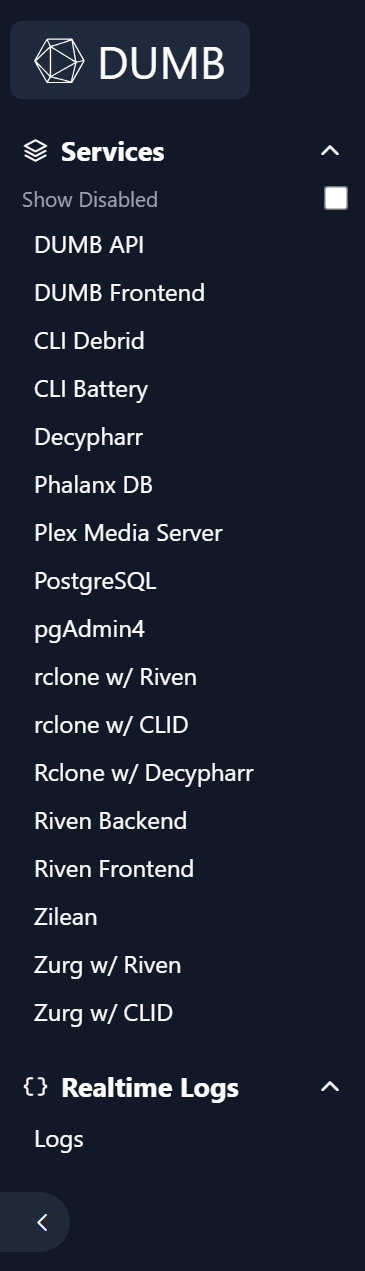 DUMB
Services
Show Disabled
DUMB API
DUMB Frontend
CLI Debrid
CLI Battery
Decypharr
Phalanx DB
Plex Media Server
PostgreSQL
pgAdmin4
rclone w/ Riven
rclone w/ CLID
Rclone w/ Decypharr
Riven Backend
Riven Frontend
Zilean
Zurg w/ Riven
Zurg w/ CLID
Realtime Logs
Logs